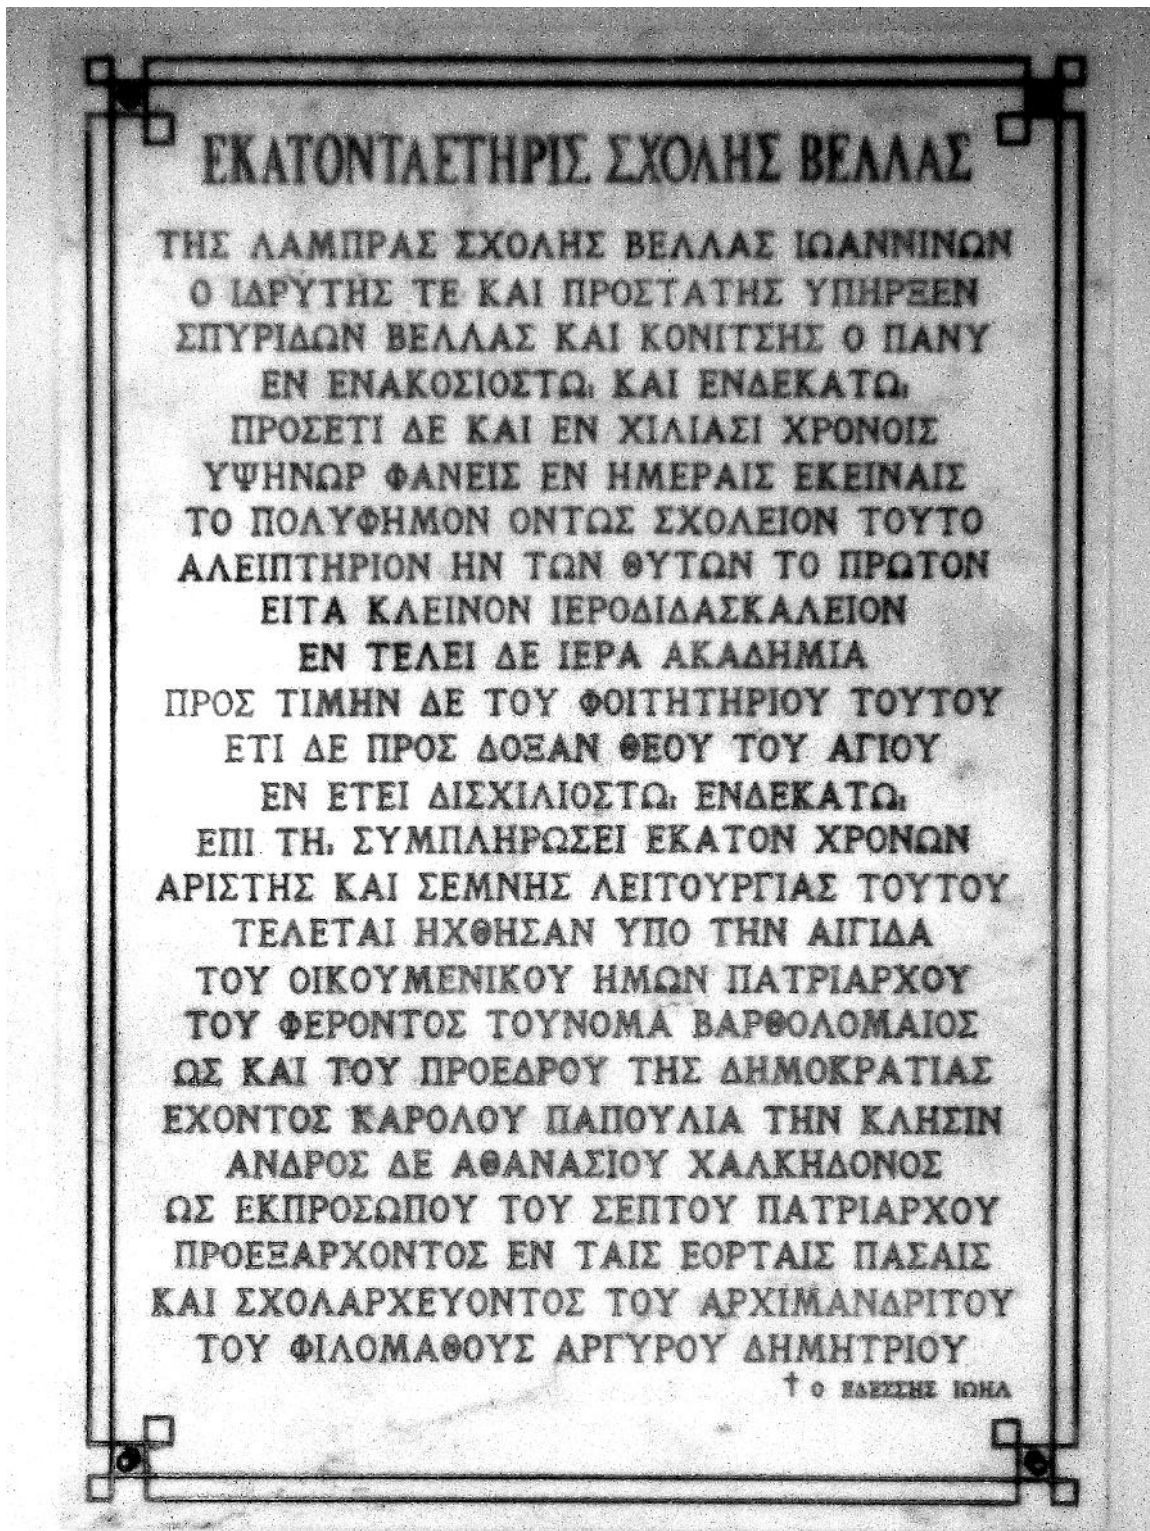 ΕΚΑΤΟΝΤΑΕΤΗΡΙΣ ΣΧΟΛΗΣ ΒΕΛΛΑΣ
ΤΗΣ ΛΑΜΠΡΑΣ ΣΧΟΛΗΣ ΒΕΛΛΑΣ ΙΩΑΝΝΙΝΩΝ
Ο ΙΔΡΥΤΗΣ ΤΕ ΚΑΙ ΠΡΟΣΤΑΤΗΣ ΥΠΗΡΞΕΝ
ΣΠΥΡΙΔΩΝ ΒΕΛΛΑΣ ΚΑΙ ΚΟΝΙΤΣΗΣ Ο ΠΑΝΥ
ΕΝ ΕΝΑΚΟΣΙΟΣΤΩι ΚΑΙ ΕΝΔΕΚΑΤΩι
ΠΡΟΣΕΤΙ ΔΕ ΚΑΙ ΕΝ ΧΙΛΙΑΣΙ ΧΡΟΝΟΙΣ
ΥΨΗΝΩΡ ΦΑΝΕΙΣ ΕΝ ΗΜΕΡΑΙΣ ΕΚΕΙΝΑΙΣ
ΤΟ ΠΟΛΥΦΗΜΟΝ ΟΝΤΩΣ ΣΧΟΛΕΙΟΝ ΤΟΥΤΟ
ΑΛΕΙΠΤΗΡΙΟΝ ΗΝ ΤΩΝ ΘΥΤΩΝ ΤΟ ΠΡΩΤΟΝ
ΕΙΤΑ ΚΛΕΙΝΟΝ ΙΕΡΟΔΙΔΑΣΚΑΛΕΙΟΝ
ΕΝ ΤΕΛΕΙ ΔΕ ΙΕΡΑ ΑΚΑΔΗΜΙΑ
ΠΡΟΣ ΤΙΜΗΝ ΔΕ ΤΟΥ ΦΟΙΤΗΤΗΡΙΟΥ ΤΟΥΤΟΥ
ΕΤΙ ΔΕ ΠΡΟΣ ΔΟΞΑΝ ΘΕΟΥ ΤΟΥ ΑΓΙΟΥ
ΕΝ ΕΤΕΙ ΔΙΣΧΙΛΙΟΣΤΩι ΕΝΔΕΚΑΤΩι
ΕΠΙ ΤΗι ΣΥΜΠΛΗΡΩΣΕΙ ΕΚΑΤΟΝ ΧΡΟΝΩΝ
ΑΡΙΣΤΗΣ ΚΑΙ ΣΕΜΝΗΣ ΛΕΙΤΟΥΡΓΙΑΣ ΤΟΥΤΟΥ
ΤΕΛΕΤΑΙ ΗΧΘΗΣΑΝ ΥΠΟ ΤΗΝ ΑΙΓΙΔΑ
ΤΟΥ ΟΙΚΟΥΜΕΝΙΚΟΥ ΗΜΩΝ ΠΑΤΡΙΑΡΧΟΥ
ΤΟΥ ΦΕΡΟΝΤΟΣ ΤΟΥΝΟΜΑ ΒΑΡΘΟΛΟΜΑΙΟΣ
ΩΣ ΚΑΙ ΤΟΥ ΠΡΟΕΔΡΟΥ ΤΗΣ ΔΗΜΟΚΡΑΤΙΑΣ
ΕΧΟΝΤΟΣ ΚΑΡΟΛΟΥ ΠΑΠΟΥΛΙΑ ΤΗΝ ΚΛΗΣΙΝ
ΑΝΔΡΟΣ ΔΕ ΑΘΑΝΑΣΙΟΥ ΧΑΛΚΗΔΟΝΟΣ
ΩΣ ΕΚΠΡΟΣΩΠΟΥ ΤΟΥ ΣΕΠΤΟΥ ΠΑΤΡΙΑΡΧΟΥ
ΠΡΟΕΞΑΡΧΟΝΤΟΣ ΕΝ ΤΑΙΣ ΕΟΡΤΑΙΣ ΠΑΣΑΙΣ
ΚΑΙ ΣΧΟΛΑΡΧΕΥΟΝΤΟΣ ΤΟΥ ΑΡΧΙΜΑΝΔΡΙΤΟΥ
ΤΟΥ ΦΙΛΟΜΑΘΟΥΣ ΑΡΓΥΡΟΥ ΔΗΜΗΤΡΙΟΥ
† Ο ΕΔΕΣΣΗΣ ΙΩΗΛ